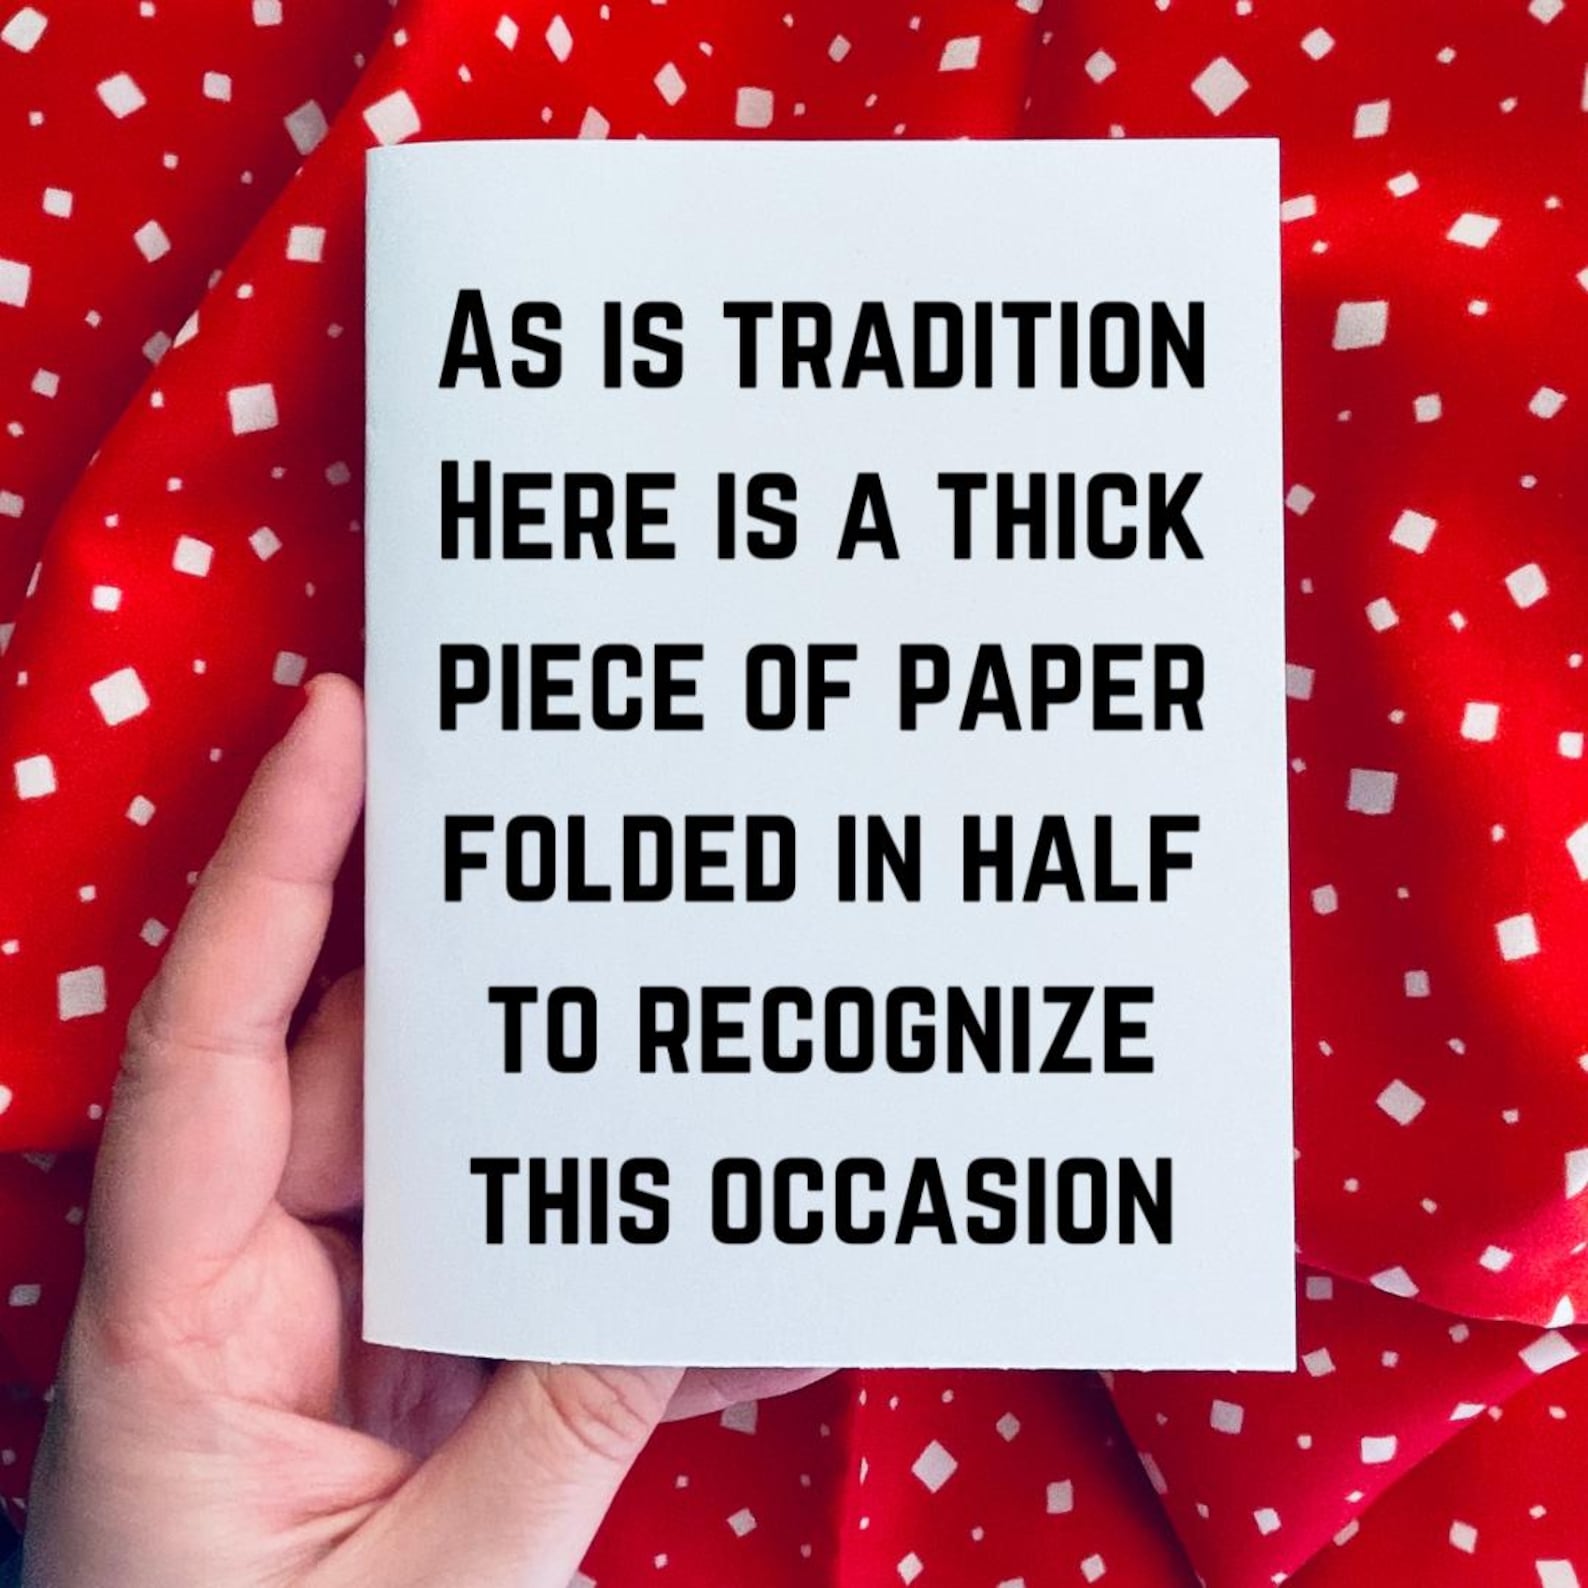 As is tradition
Here is a thick
piece of paper
folded in half
to recognize
this occasion